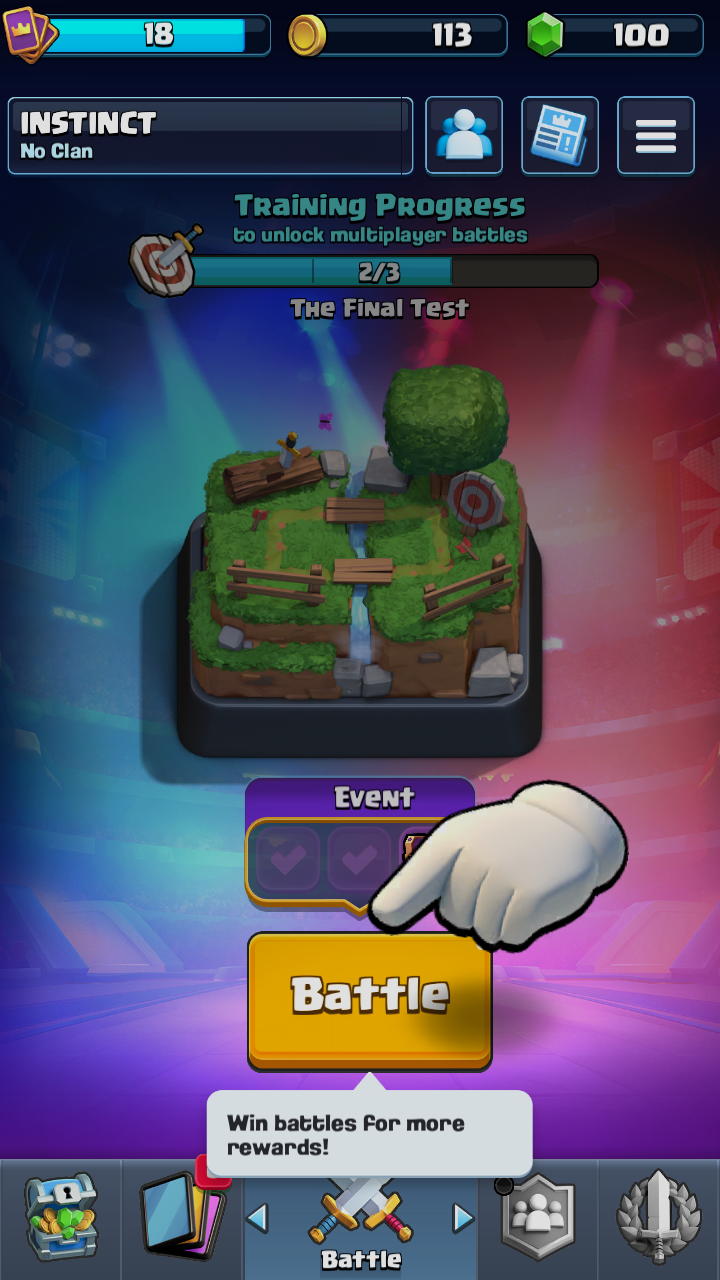 18
113
100
INSTINCT
No Clan
Training Progress
to unlock multiplayer battles
2/3
The Final Test
Event
Battle
Win battles for more
rewards!
Battle